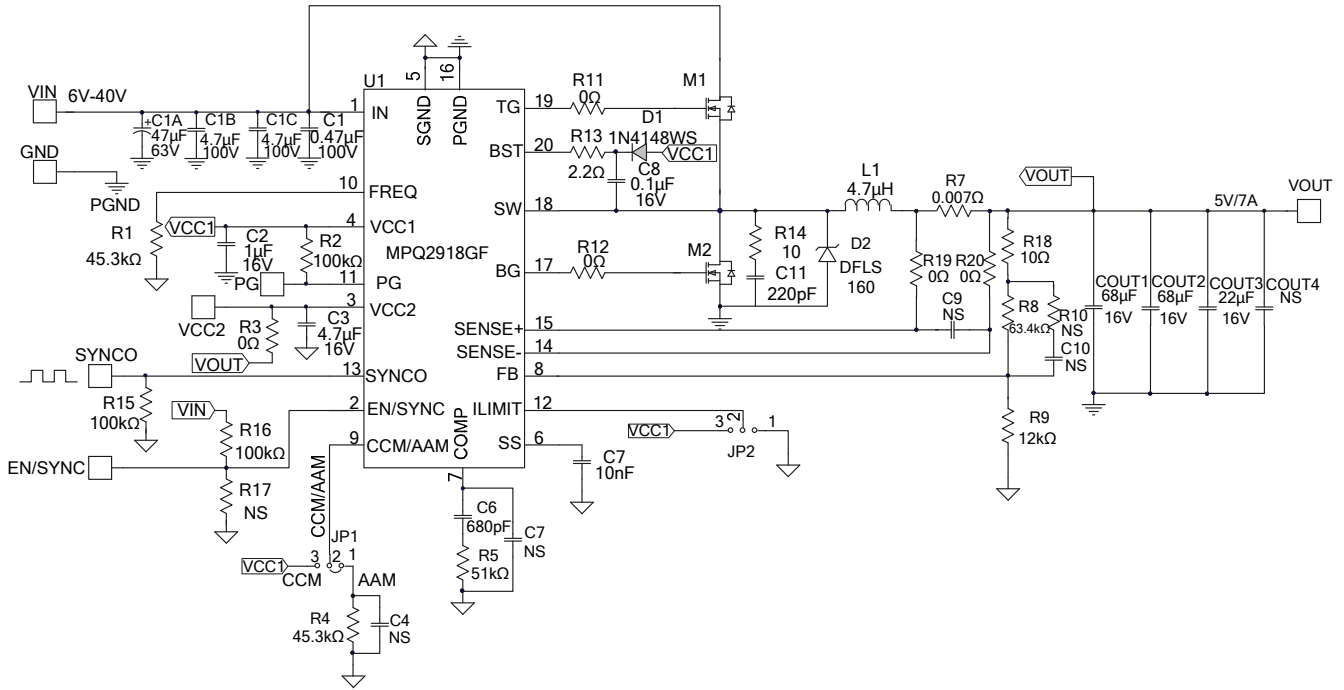 VIN 6V-40V
+C1A
47µF
63V
C1B
4.7µF
100V
C1C
4.7µF
100V
C1
0.47µF
100V
GND
PGND
U1
5
16
SGND
PGND
1
IN
10
FREQ
R1
45.3kΩ
VCC1
4
VCC1
C2
1µF
16V
R2
100kΩ
PG
11
PG
MPQ2918GF
VCC2
3
VCC2
R3
0Ω
VOUT
C3
4.7µF
16V
SYNCO
13
SYNCO
R15
100kΩ
VIN
2
EN/SYNC
R16
100kΩ
EN/SYNC
R17
NS
9
CCM/AAM
CCM/AAM
JP1
VCC1
3
2
1
CCM
AAM
R4
45.3kΩ
C4
NS
COMP
7
C6
680pF
R5
51kΩ
C7
NS
TG
19
R11
0Ω
M1
BST
20
R13
2.2Ω
D1
1N4148WS
VCC1
C8
0.1µF
16V
SW
18
BG
17
R12
0Ω
M2
R14
10
C11
220pF
D2
DFLS
160
L1
4.7µH
R7
0.007Ω
R19
0Ω
R20
0Ω
C9
NS
SENSE+
15
SENSE-
14
FB
8
ILIMIT
12
VCC1
3
2
1
JP2
SS
6
C7
10nF
VOUT
R18
10Ω
R8
63.4kΩ
R10
NS
C10
NS
R9
12kΩ
5V/7A
VOUT
COUT1
68µF
16V
COUT2
68µF
16V
COUT3
22µF
16V
COUT4
NS